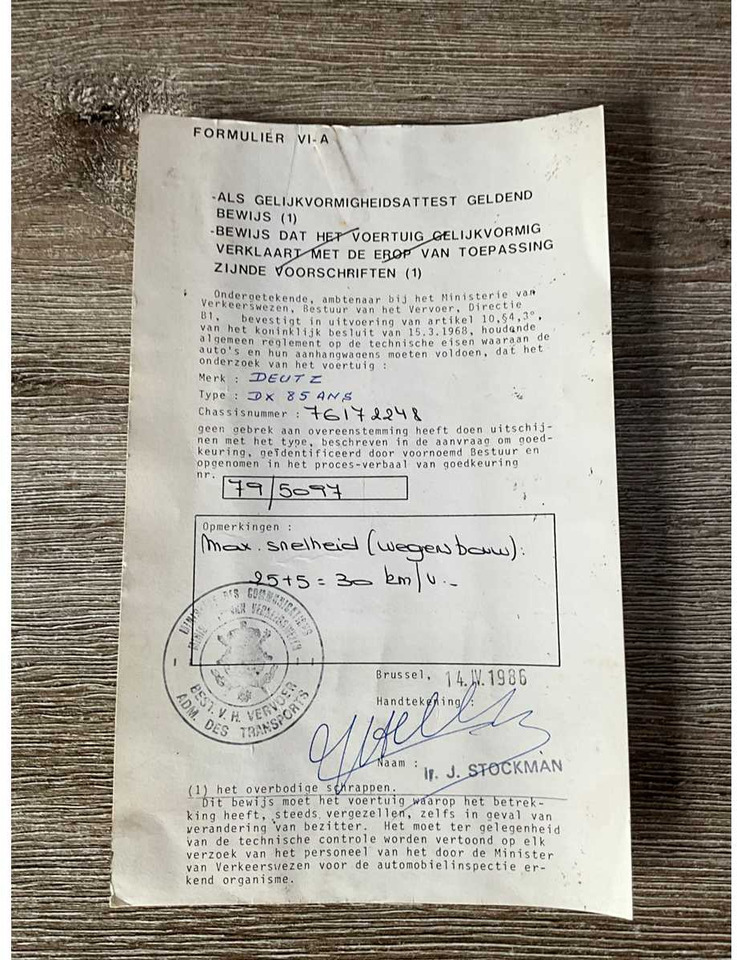 FORMULIER VI-A
-ALS GELIJKVORMIGHEIDSATTEST GELDEND
BEWIJS (1)
-BEWIJS DAT HET VOERTUIG GELIJKVORMIG
VERKLAART MET DE EROP VAN TOEPASSING
ZIJNDE VOORSCHRIFTEN (1)
Ondergetekende, ambtenaar bij het Ministerie van
Verkeerswezen, Bestuur van het Vervoer, Directie
B1, bevestigt in uitvoering van artikel 10,§4,3°,
van het koninklijk besluit van 15.3.1968, houdende
algemeen reglement op de technische eisen waaraan de
auto's en hun aanhangwagens moeten voldoen, dat het
onderzoek van het voertuig :
Merk : DEUTZ
Type : DX 85 ANS
Chassisnummer : 76172248
geen gebrek aan overeenstemming heeft doen uitschij-
nen met het type, beschreven in de aanvraag om goed-
keuring, geïdentificeerd door voornoemd Bestuur en
opgenomen in het proces-verbaal van goedkeuring
nr. 79/5097
Opmerkingen :
Max. snelheid (wegenbouw):
25+5 = 30 km/u.-
MINISTERE DES COMMUNICATIONS
VERKEERSWEZEN
BEST. V. H. VERVOER
ADM. DES TRANSPORTS
Brussel, 14.IV.1986
Handtekening :
Naam : Ir. J. STOCKMAN
(1) het overbodige schrappen.
Dit bewijs moet het voertuig waarop het betrek-
king heeft, steeds vergezellen, zelfs in geval van
verandering van bezitter. Het moet ter gelegenheid
van de technische controle worden vertoond op elk
verzoek van het personeel van het door de Minister
van Verkeerswezen voor de automobielinspectie er-
kend organisme.